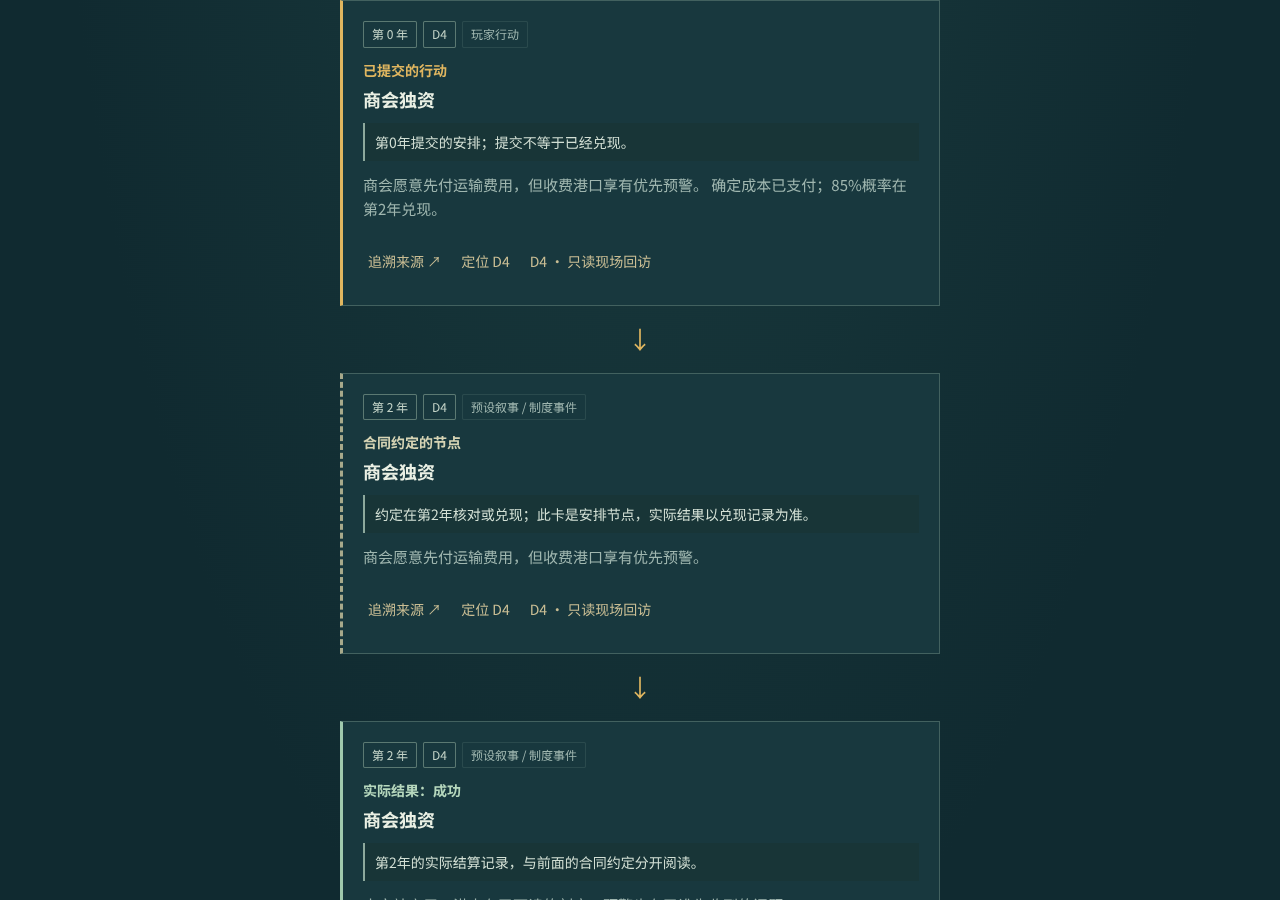 第 0 年 D4 玩家行动
已提交的行动
商会独资
第0年提交的安排；提交不等于已经兑现。
商会愿意先付运输费用，但收费港口享有优先预警。 确定成本已支付；85%概率在
第2年兑现。
追溯来源 ↗ 定位 D4 D4 · 只读现场回访
↓
第 2 年 D4 预设叙事 / 制度事件
合同约定的节点
商会独资
约定在第2年核对或兑现；此卡是安排节点，实际结果以兑现记录为准。
商会愿意先付运输费用，但收费港口享有优先预警。
追溯来源 ↗ 定位 D4 D4 · 只读现场回访
↓
第 2 年 D4 预设叙事 / 制度事件
实际结果：成功
商会独资
第2年的实际结算记录，与前面的合同约定分开阅读。